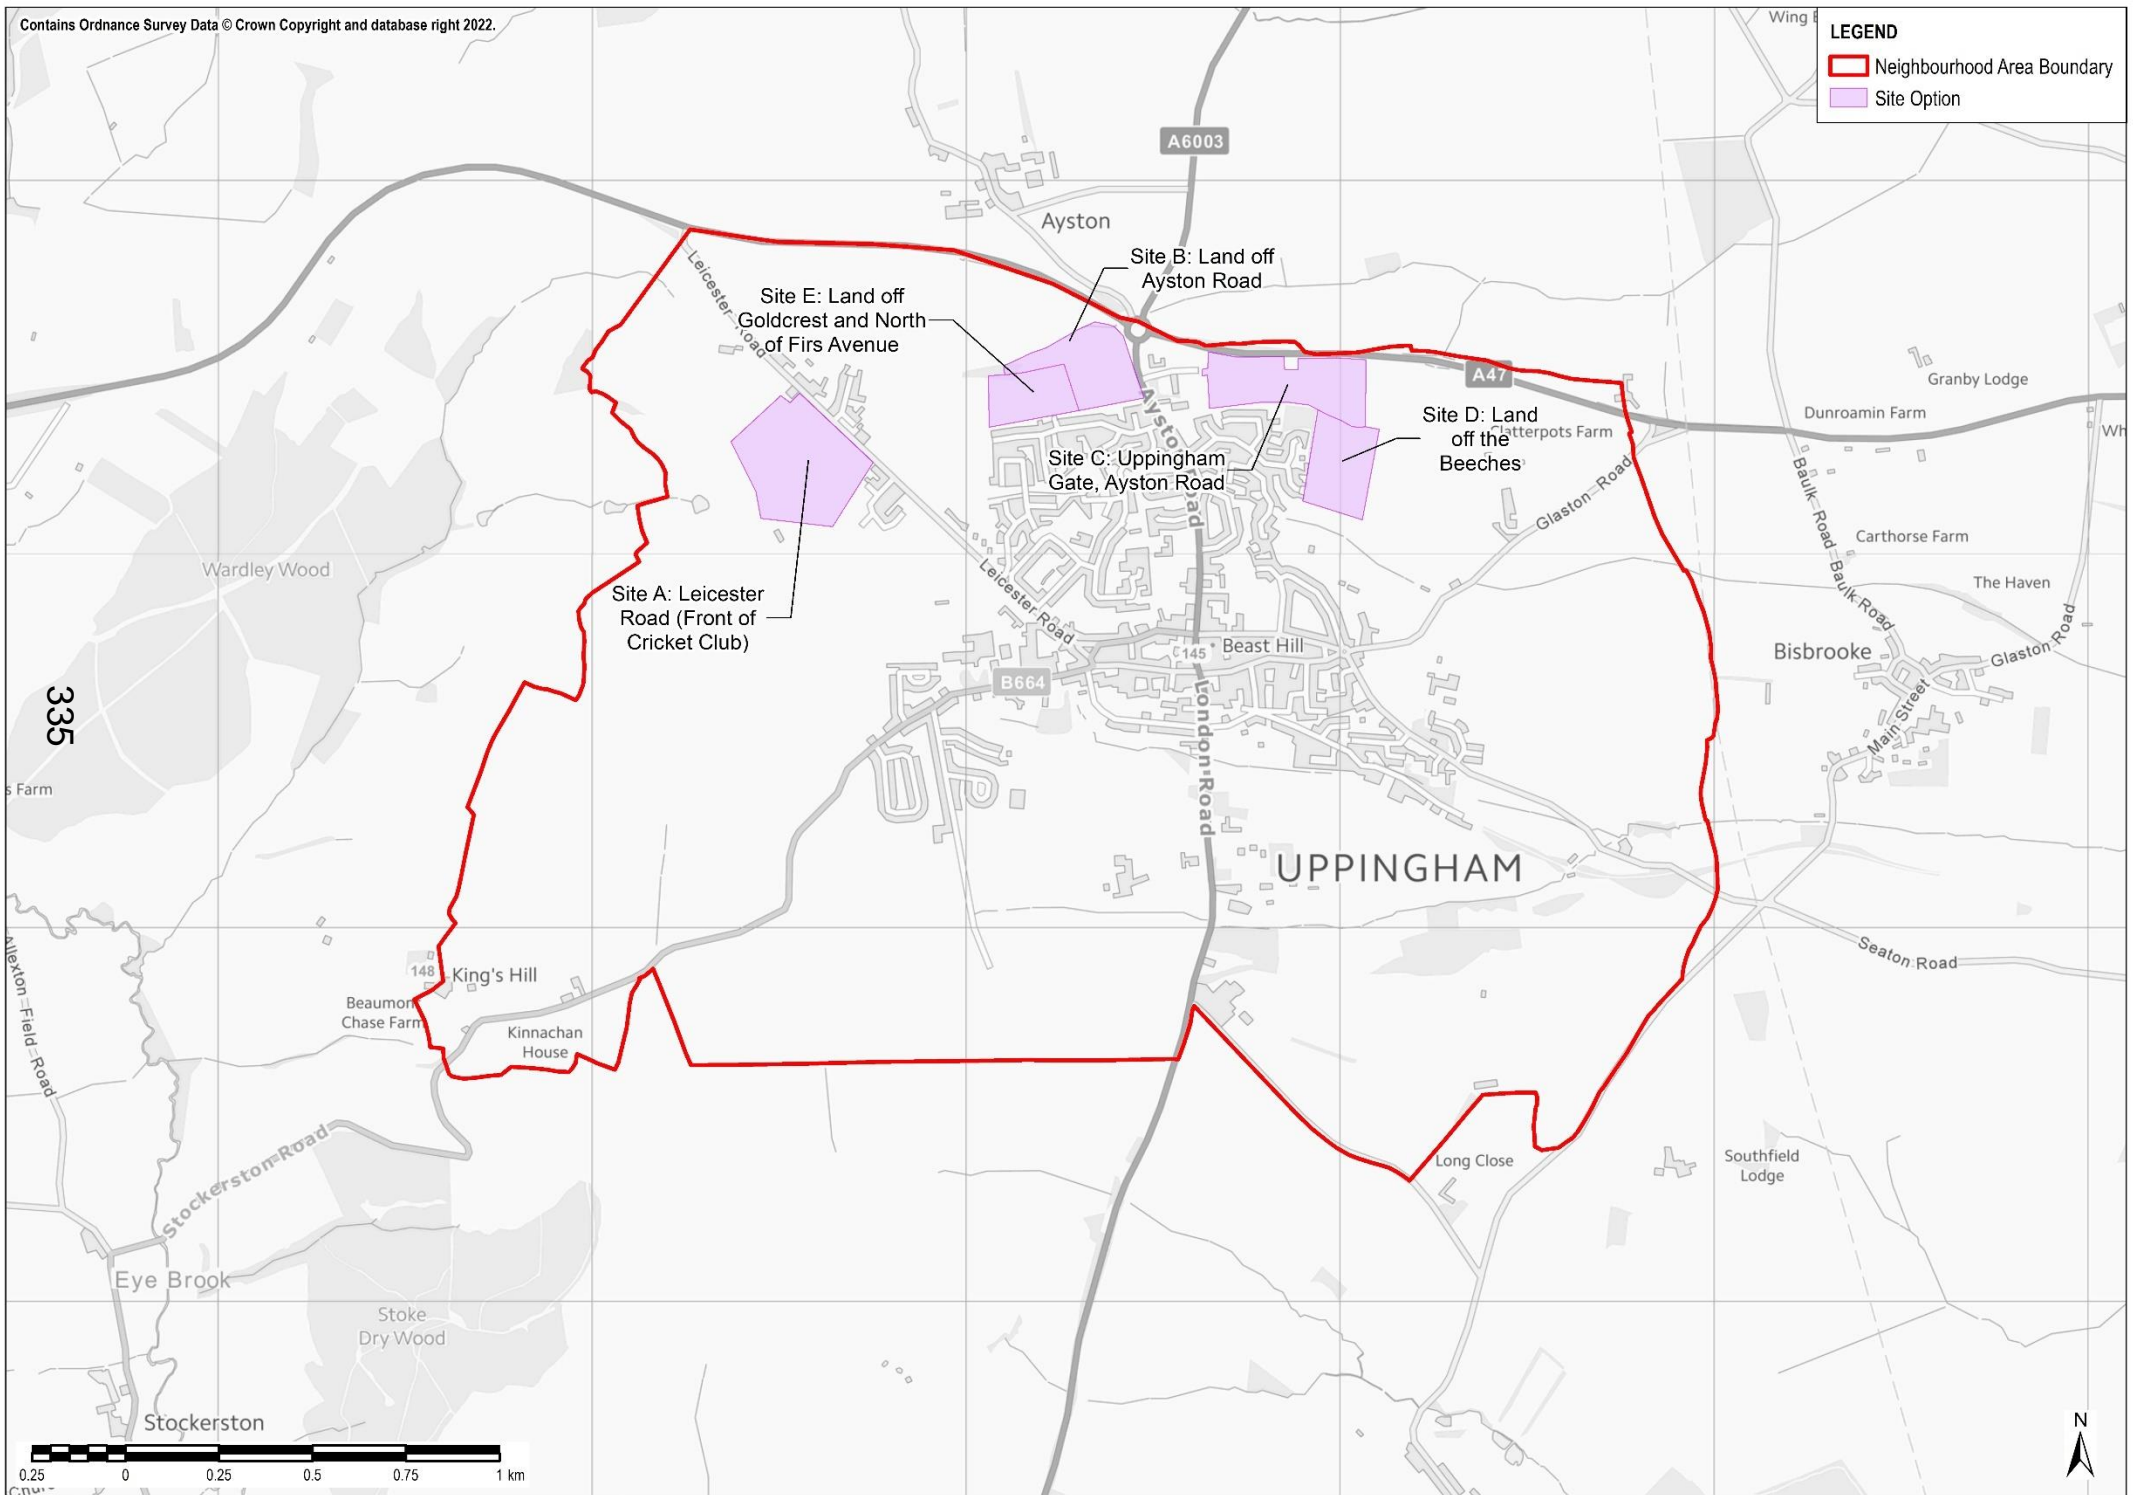 Contains Ordnance Survey Data © Crown Copyright and database right 2022.
LEGEND
Neighbourhood Area Boundary
Site Option
A6003
Ayston
Site B: Land off
Ayston Road
Site E: Land off
Goldcrest and North
of Firs Avenue
Leicester Road
A47
Granby Lodge
Dunroamin Farm
Site D: Land
off the
Beeches
Site C: Uppingham
Gate, Ayston Road
Ayston Road
Glaston Road
Baulk Road
Baulk Road
Carthorse Farm
The Haven
Wardley Wood
Site A: Leicester
Road (Front of
Cricket Club)
Leicester Road
145
Beast Hill
Bisbrooke
Glaston Road
Main Street
B664
335
London Road
UPPINGHAM
Seaton Road
148
King's Hill
Chase Farm
Kinnachan
House
Allexton Field Road
Long Close
Southfield
Lodge
Stockerston Road
Eye Brook
Stoke
Dry Wood
Stockerston
0.25
0
0.25
0.5
0.75
1 km
N